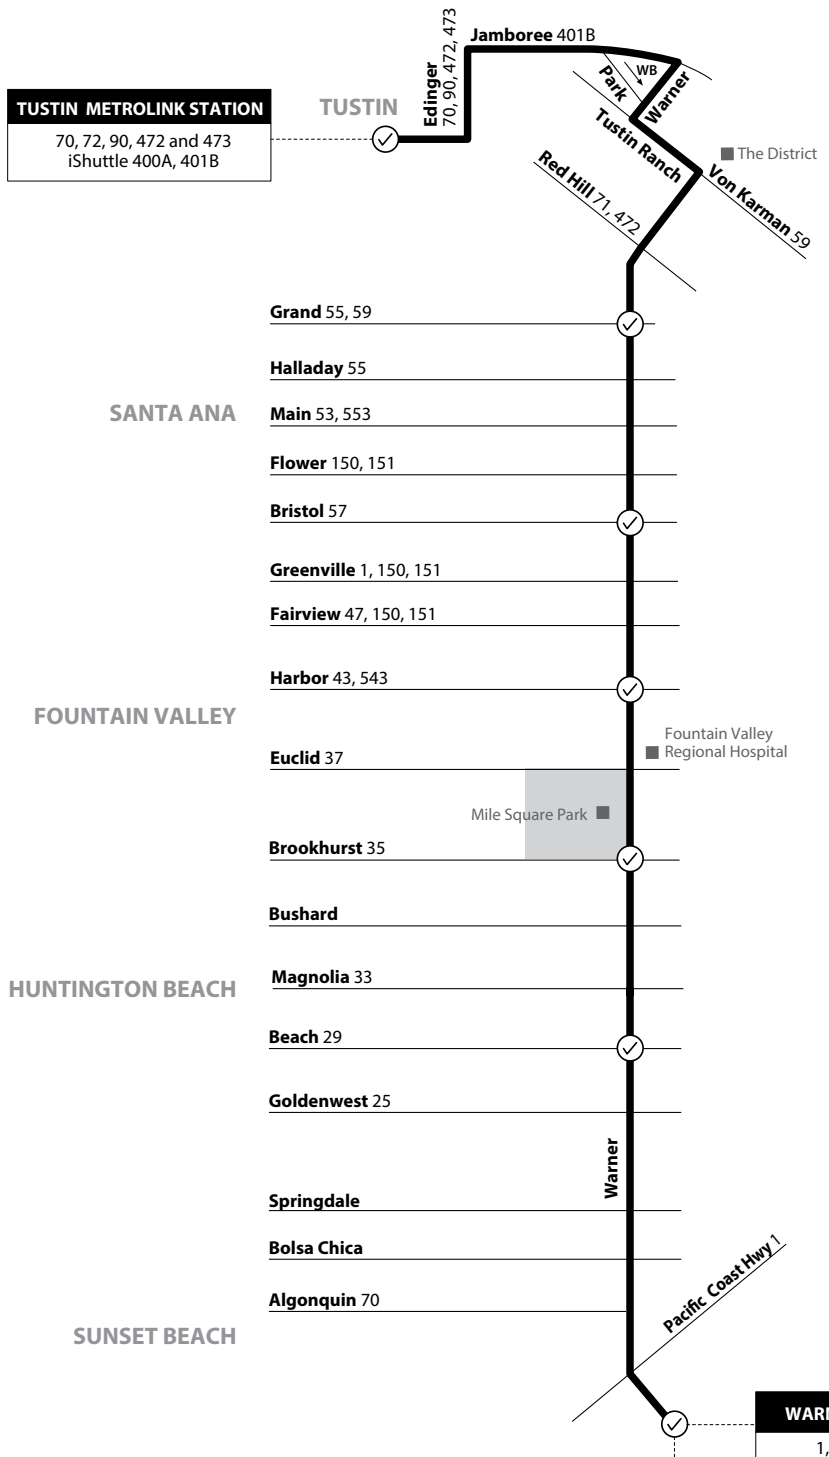 Jamboree 401B
Edinger
70, 90, 472, 473
WB
Park
Warner
TUSTIN METROLINK STATION
70, 72, 90, 472 and 473
iShuttle 400A, 401B
TUSTIN
Tustin Ranch
The District
Von Karman 59
Red Hill 71, 472
Grand 55, 59
Halladay 55
SANTA ANA
Main 53, 553
Flower 150, 151
Bristol 57
Greenville 1, 150, 151
Fairview 47, 150, 151
Harbor 43, 543
FOUNTAIN VALLEY
Fountain Valley
Regional Hospital
Euclid 37
Mile Square Park
Brookhurst 35
Bushard
HUNTINGTON BEACH
Magnolia 33
Beach 29
Goldenwest 25
Warner
Springdale
Bolsa Chica
Pacific Coast Hwy 1
Algonquin 70
SUNSET BEACH
WARN
1,